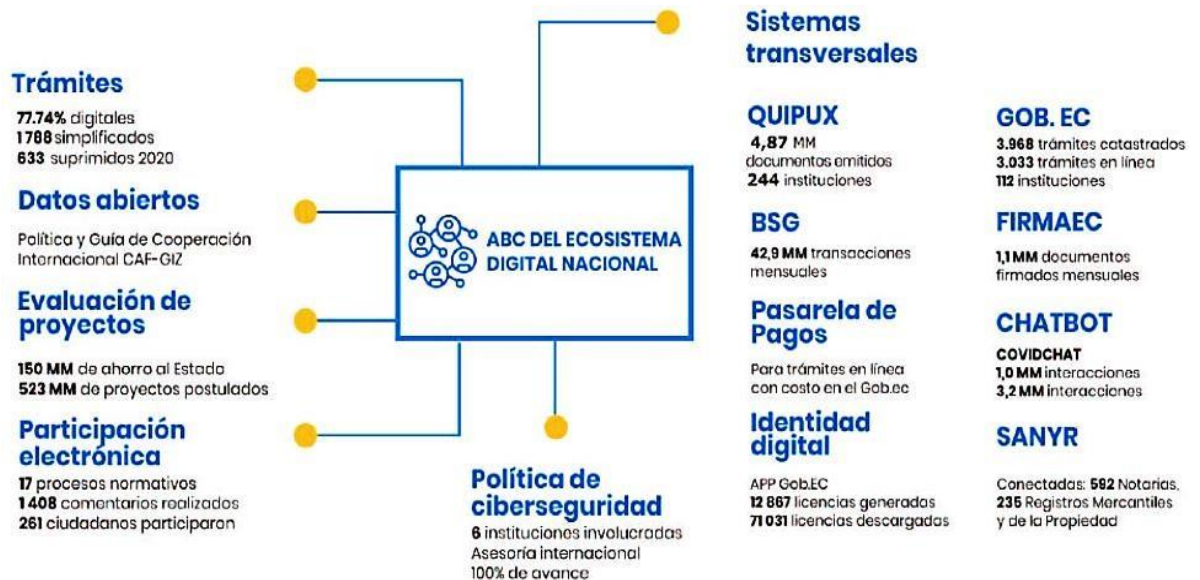 Trámites
77.74% digitales
1788 simplificados
633 suprimidos 2020
Datos abiertos
Política y Guía de Cooperación
Internacional CAF-GIZ
Evaluación de
proyectos
150 MM de ahorro al Estado
523 MM de proyectos postulados
Participación
electrónica
17 procesos normativos
1408 comentarios realizados
261 ciudadanos participaron
ABC DEL ECOSISTEMA
DIGITAL NACIONAL
Política de
ciberseguridad
6 instituciones involucradas
Asesoría internacional
100% de avance
Sistemas
transversales
QUIPUX
4,87 MM
documentos emitidos
244 instituciones
BSG
42,9 MM transacciones
mensuales
Pasarela de
Pagos
Para trámites en línea
con costo en el Gob.ec
Identidad
digital
APP Gob.EC
12 867 licencias generadas
71 031 licencias descargadas
GOB. EC
3.968 trámites catastrados
3.033 trámites en línea
112 instituciones
FIRMAEC
1,1 MM documentos
firmados mensuales
CHATBOT
COVIDCHAT
1,0 MM interacciones
3,2 MM interacciones
SANYR
Conectadas: 592 Notarias,
235 Registros Mercantiles
y de la Propiedad